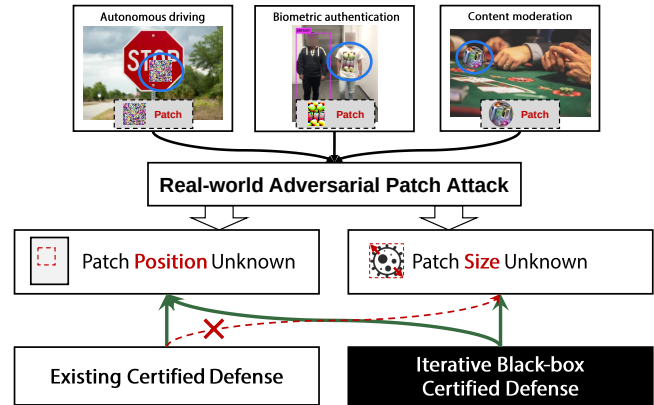 Autonomous driving
Biometric authentication
Content moderation
STOP
person
Patch
Patch
Patch
Real-world Adversarial Patch Attack
Patch Position Unknown
Patch Size Unknown
Existing Certified Defense
Iterative Black-box
Certified Defense